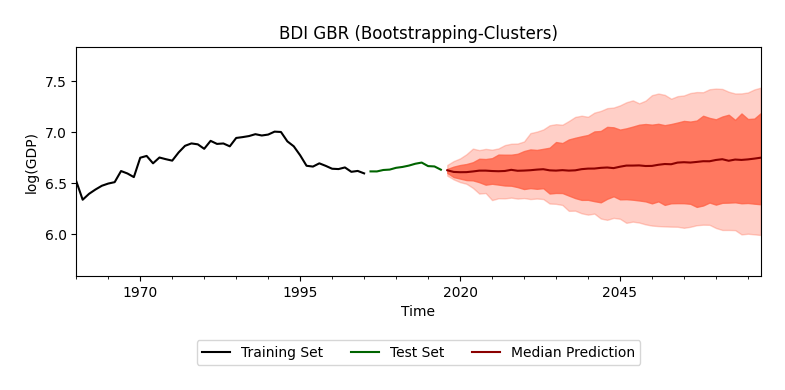 BDI GBR (Bootstrapping-Clusters)
7.5
7.0
6.5
6.0
log(GDP)
1970
1995
2020
2045
Time
Training Set
Test Set
Median Prediction